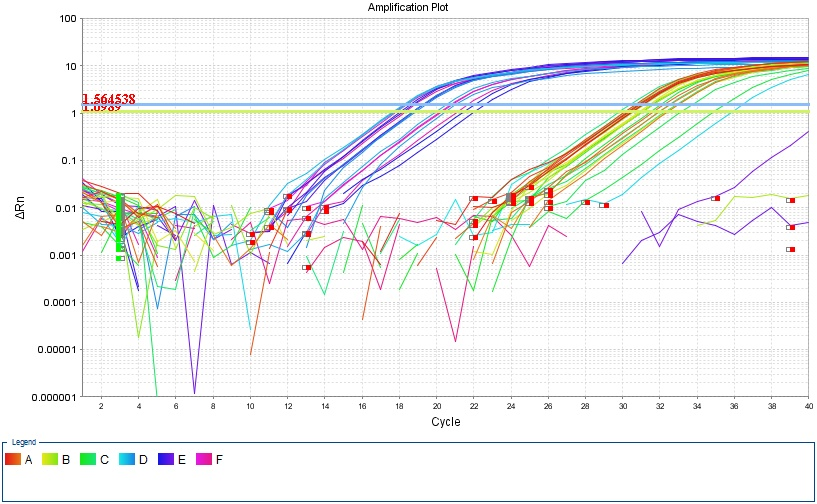 Amplification Plot
100
10
1.564538
1.0989
1
0.1
0.01
0.001
0.0001
0.00001
0.000001
ΔRn
2 4 6 8 10 12 14 16 18 20 22 24 26 28 30 32 34 36 38 40
Cycle
Legend
A B C D E F